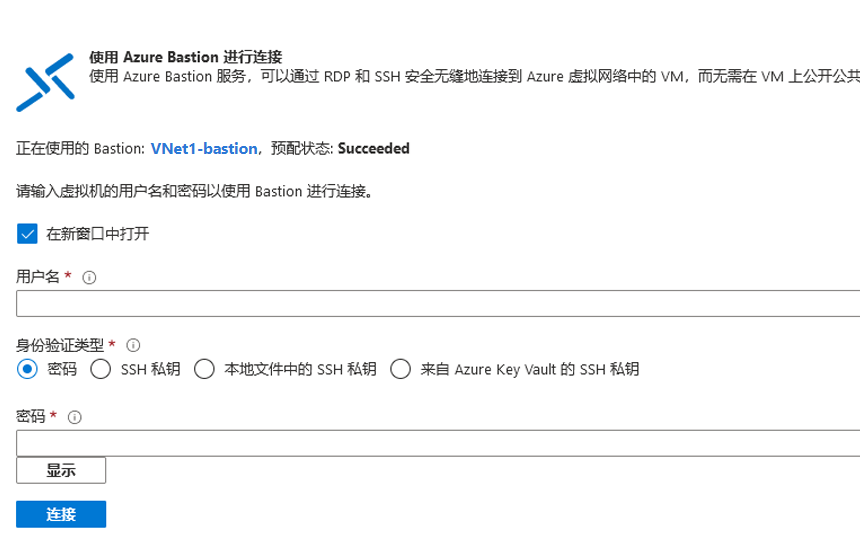 使用 Azure Bastion 进行连接
使用 Azure Bastion 服务，可以通过 RDP 和 SSH 安全无缝地连接到 Azure 虚拟网络中的 VM，而无需在 VM 上公开公共
正在使用的 Bastion: VNet1-bastion，预配状态: Succeeded
请输入虚拟机的用户名和密码以使用 Bastion 进行连接。
在新窗口中打开
用户名 *
身份验证类型 *
密码 SSH 私钥 本地文件中的 SSH 私钥 来自 Azure Key Vault 的 SSH 私钥
密码 *
显示
连接